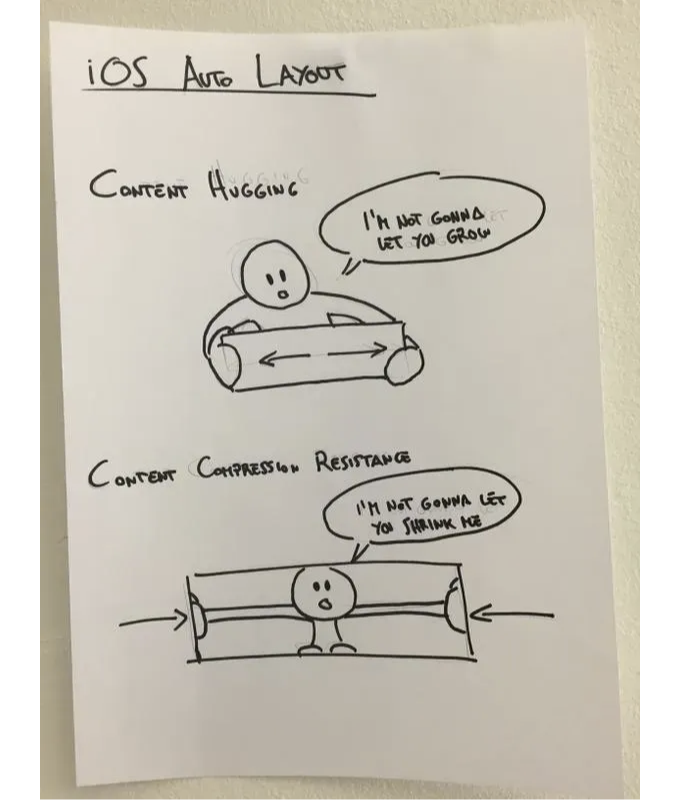 iOS AUTO LAYOUT
CONTENT HUGGING
I'M NOT GONNA
LET YOU GROW
CONTENT COMPRESSION RESISTANCE
I'M NOT GONNA LET
YOU SHRINK ME